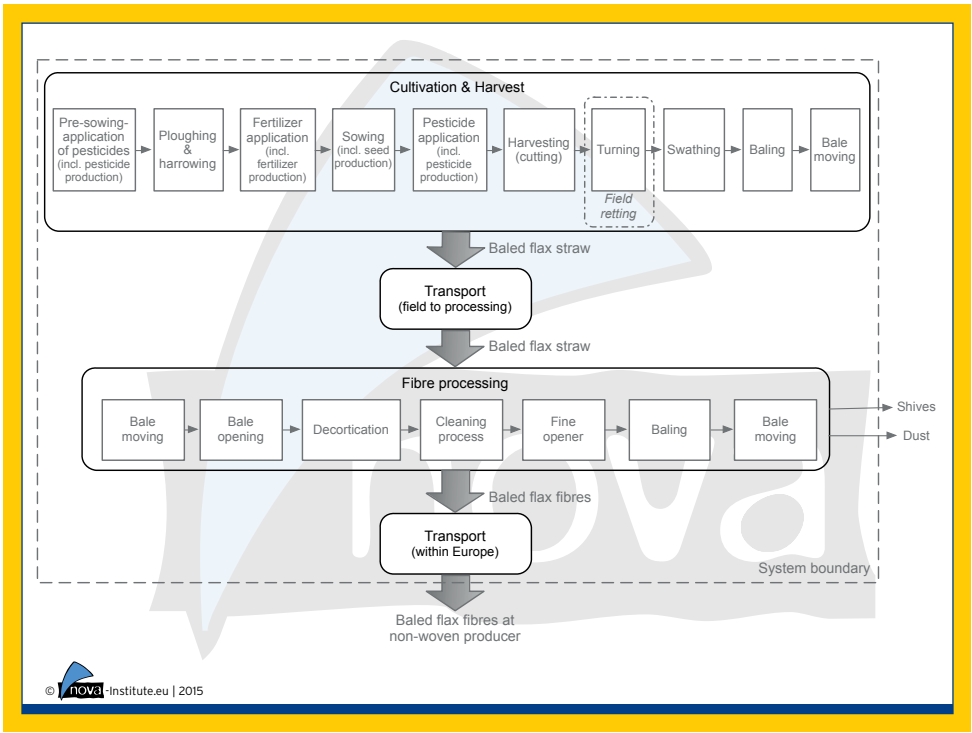 Cultivation & Harvest
Pre-sowing-
application
of pesticides
(incl. pesticide
production)
Ploughing
&
harrowing
Fertilizer
application
(incl.
fertilizer
production)
Sowing
(incl. seed
production)
Pesticide
application
(incl.
pesticide
production)
Harvesting
(cutting)
Turning
Swathing
Baling
Bale
moving
Field
retting
Baled flax straw
Transport
(field to processing)
Baled flax straw
Fibre processing
Bale
moving
Bale
opening
Decortication
Cleaning
process
Fine
opener
Baling
Bale
moving
Shives
Dust
Baled flax fibres
Transport
(within Europe)
System boundary
Baled flax fibres at
non-woven producer
nova
© nova-Institute.eu | 2015